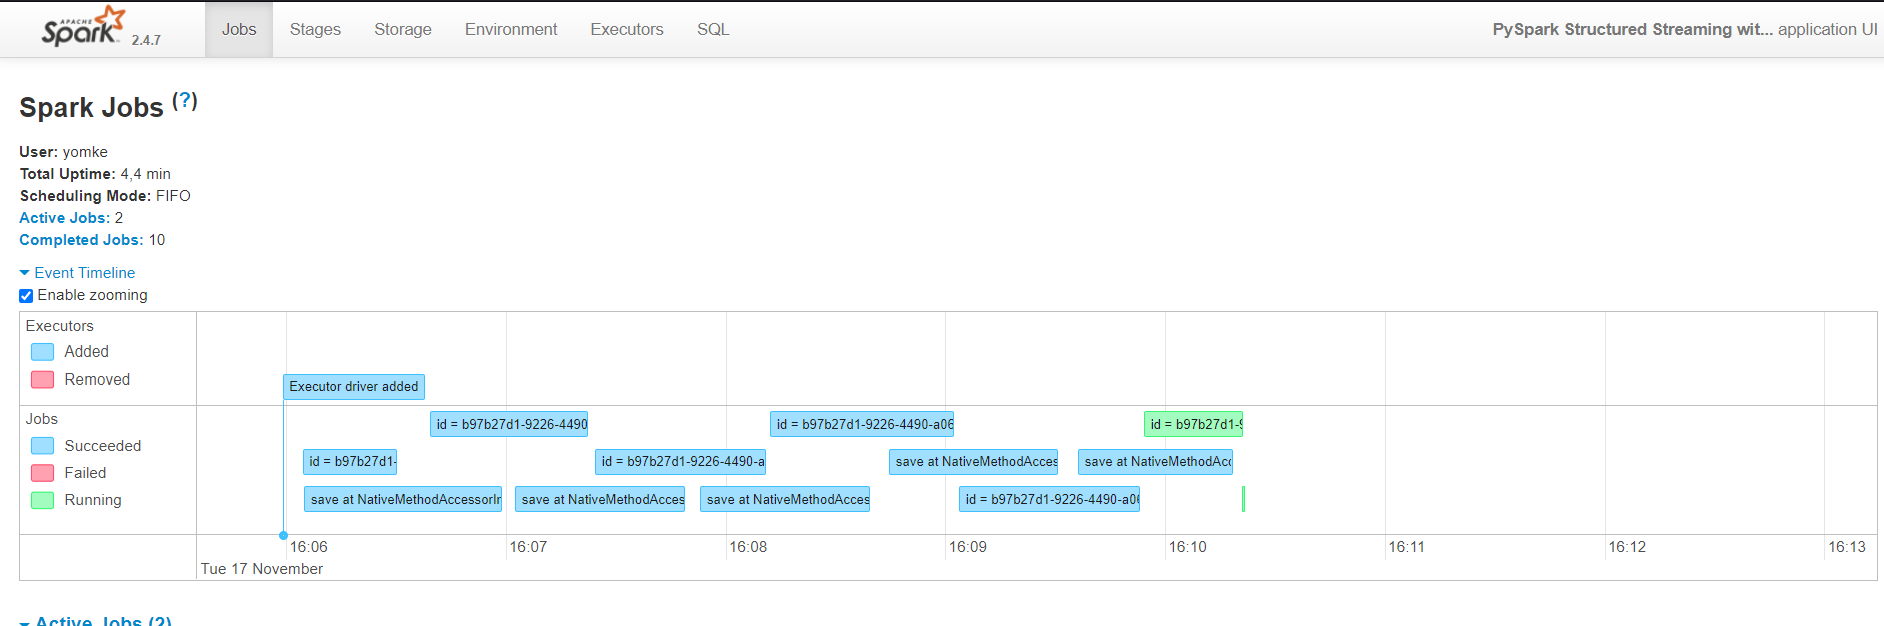 APACHE
Spark 2.4.7 Jobs Stages Storage Environment Executors SQL PySpark Structured Streaming wit... application UI
Spark Jobs (?)
User: yomke
Total Uptime: 4,4 min
Scheduling Mode: FIFO
Active Jobs: 2
Completed Jobs: 10
Event Timeline
Enable zooming
Executors
Added
Removed
Executor driver added
Jobs
Succeeded
Failed
Running
id = b97b27d1-9226-4490 id = b97b27d1-9226-4490-a06 id = b97b27d1-9
id = b97b27d1- id = b97b27d1-9226-4490-a save at NativeMethodAcces save at NativeMethodAcc
save at NativeMethodAccessorIn save at NativeMethodAcces save at NativeMethodAcces id = b97b27d1-9226-4490-a06
16:06 16:07 16:08 16:09 16:10 16:11 16:12 16:13
Tue 17 November
Active Jobs (2)